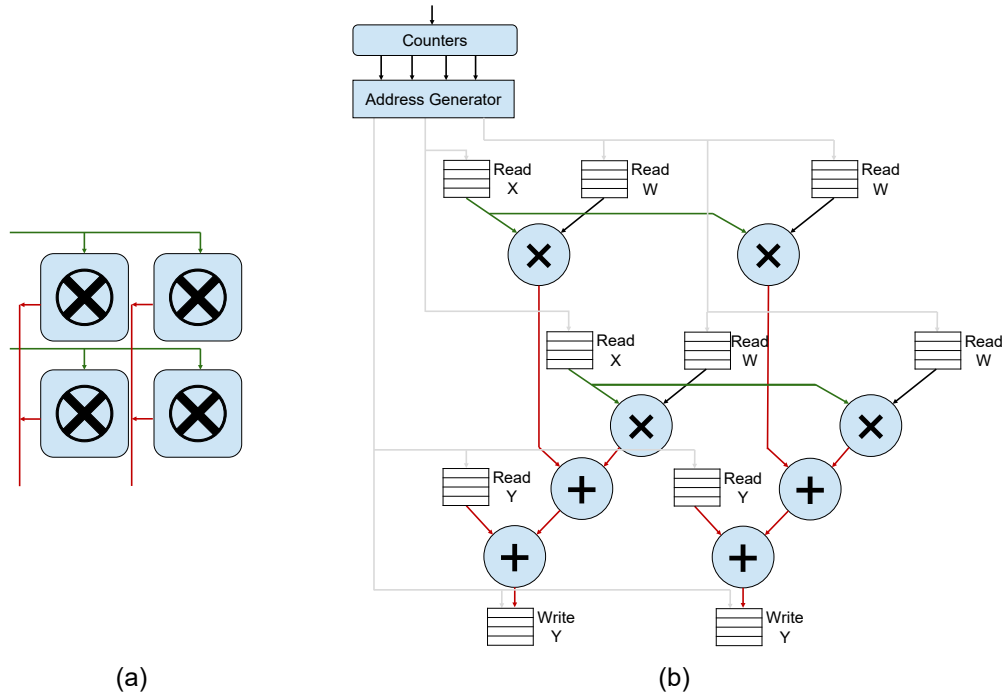 Counters
Address Generator
Read
X
Read
W
Read
W
Read
X
Read
W
Read
W
Read
Y
Read
Y
Write
Y
Write
Y
(a)
(b)